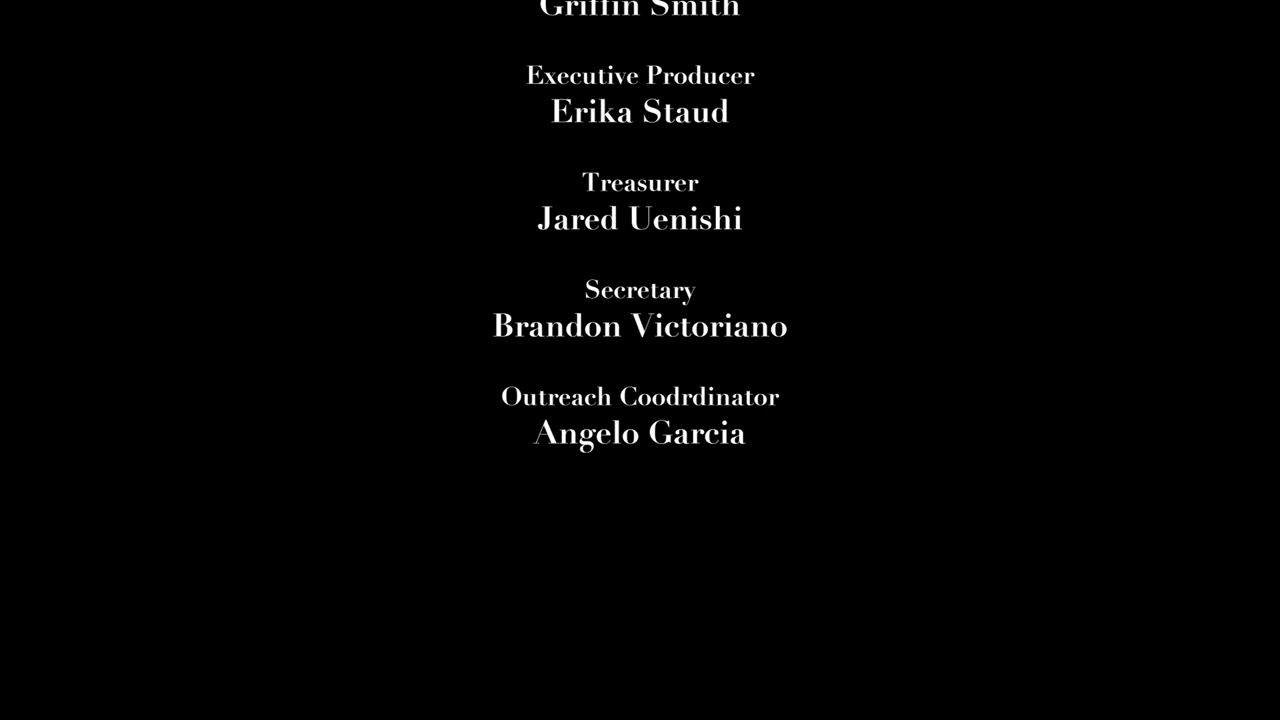 Griffin Smith
Executive Producer
Erika Staud
Treasurer
Jared Uenishi
Secretary
Brandon Victoriano
Outreach Coodrdinator
Angelo Garcia